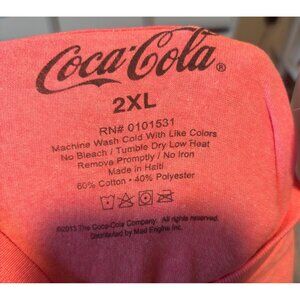 Coca-Cola®
2XL
RN# 0101531
Machine Wash Cold With Like Colors
No Bleach / Tumble Dry Low Heat
Remove Promptly / No Iron
Made in Haiti
60% Cotton • 40% Polyester
©2013 The Coca-Cola Company. All rights reserved.
Distributed by Mad Engine Inc.